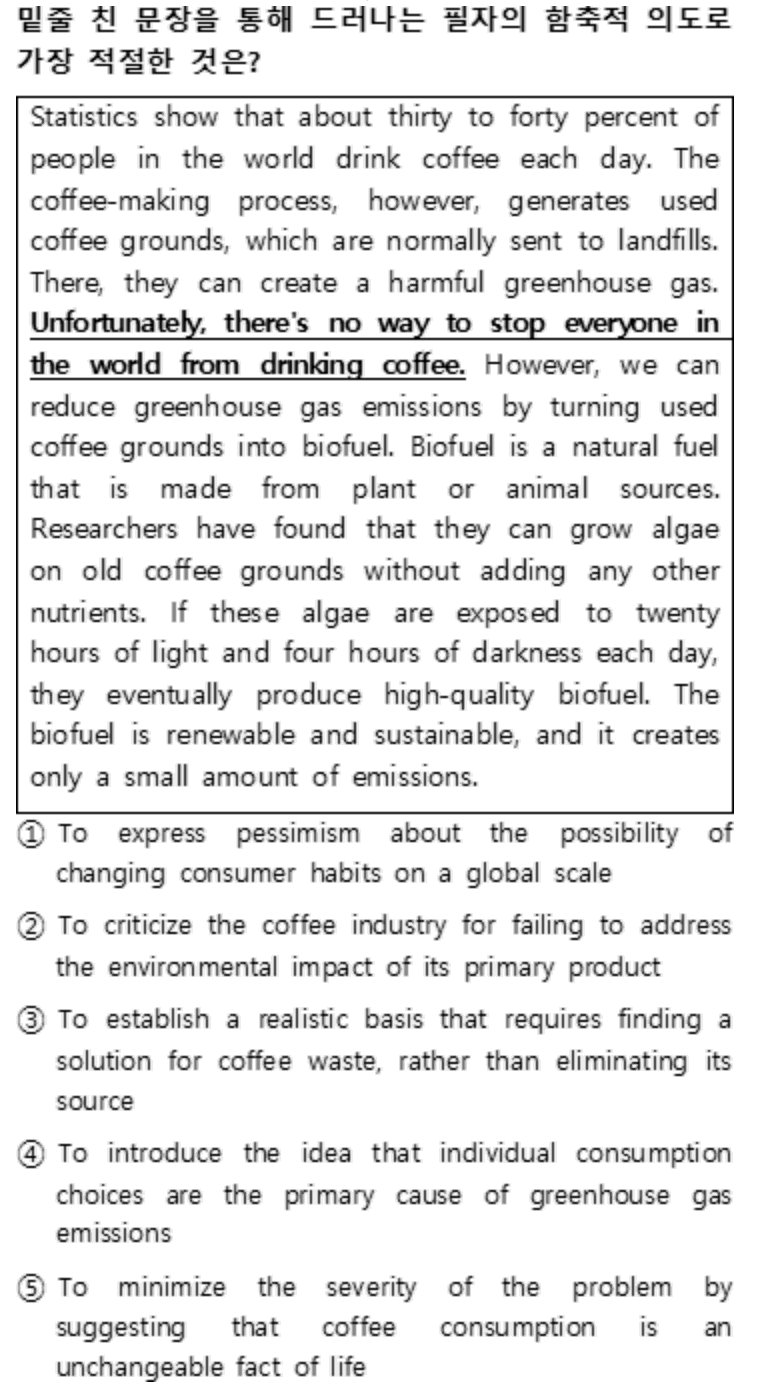 밑줄 친 문장을 통해 드러나는 필자의 함축적 의도로
가장 적절한 것은?
Statistics show that about thirty to forty percent of
people in the world drink coffee each day. The
coffee-making process, however, generates used
coffee grounds, which are normally sent to landfills.
There, they can create a harmful greenhouse gas.
Unfortunately, there's no way to stop everyone in
the world from drinking coffee. However, we can
reduce greenhouse gas emissions by turning used
coffee grounds into biofuel. Biofuel is a natural fuel
that is made from plant or animal sources.
Researchers have found that they can grow algae
on old coffee grounds without adding any other
nutrients. If these algae are exposed to twenty
hours of light and four hours of darkness each day,
they eventually produce high-quality biofuel. The
biofuel is renewable and sustainable, and it creates
only a small amount of emissions.
① To express pessimism about the possibility of
changing consumer habits on a global scale
② To criticize the coffee industry for failing to address
the environmental impact of its primary product
③ To establish a realistic basis that requires finding a
solution for coffee waste, rather than eliminating its
source
④ To introduce the idea that individual consumption
choices are the primary cause of greenhouse gas
emissions
⑤ To minimize the severity of the problem by
suggesting that coffee consumption is an
unchangeable fact of life